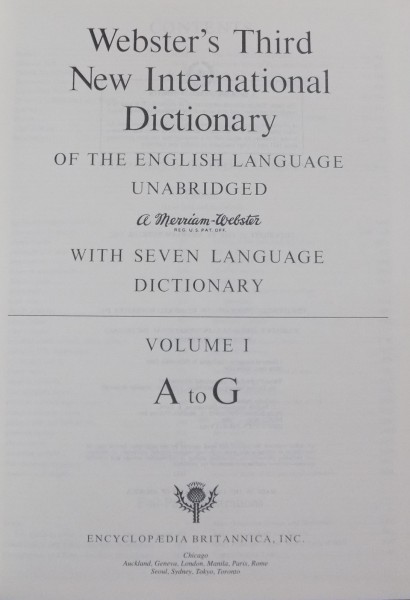 Webster's Third
New International
Dictionary
OF THE ENGLISH LANGUAGE
UNABRIDGED
a Merriam-Webster
REG. U.S. PAT. OFF.
WITH SEVEN LANGUAGE
DICTIONARY
VOLUME I
A to G
ENCYCLOPÆDIA BRITANNICA, INC.
Chicago
Auckland, Geneva, London, Manila, Paris, Rome
Seoul, Sydney, Tokyo, Toronto